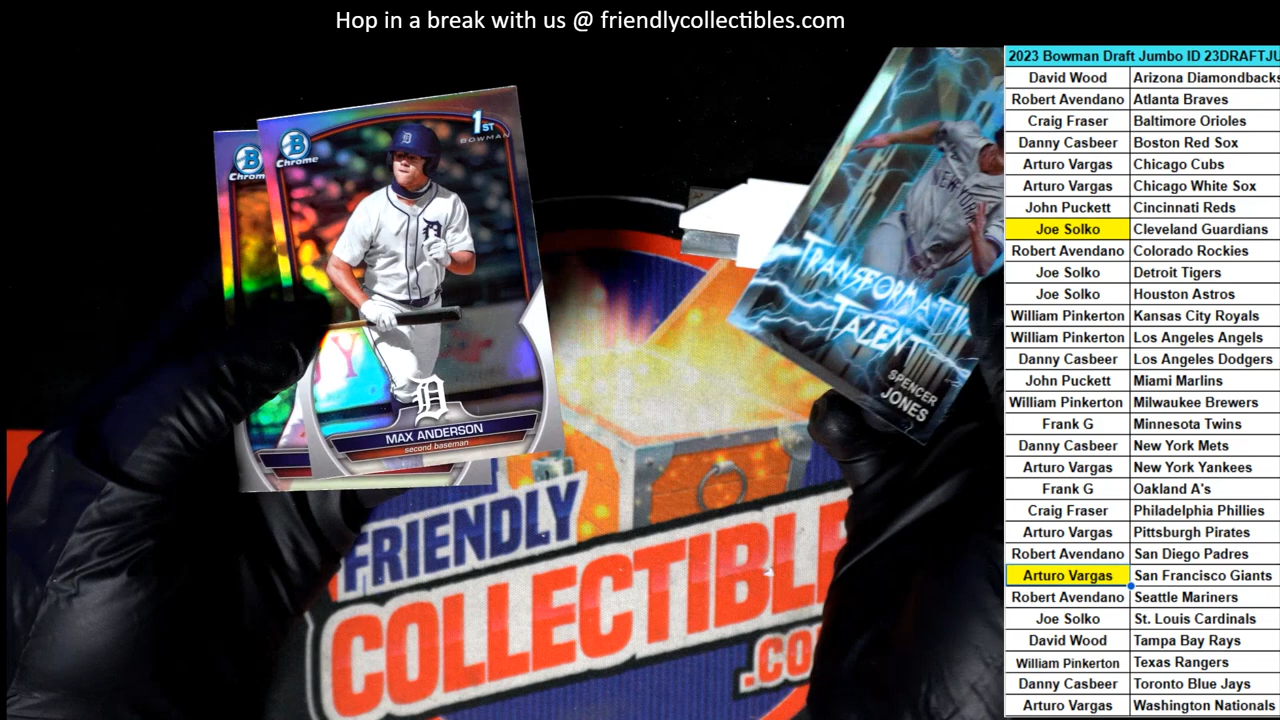 Hop in a break with us @ friendlycollectibles.com
2023 Bowman Draft Jumbo ID 23DRAFTJU
David Wood Arizona Diamondbacks
Robert Avendano Atlanta Braves
Craig Fraser Baltimore Orioles
Danny Casbeer Boston Red Sox
Arturo Vargas Chicago Cubs
Arturo Vargas Chicago White Sox
John Puckett Cincinnati Reds
Joe Solko Cleveland Guardians
Robert Avendano Colorado Rockies
Joe Solko Detroit Tigers
Joe Solko Houston Astros
William Pinkerton Kansas City Royals
William Pinkerton Los Angeles Angels
Danny Casbeer Los Angeles Dodgers
John Puckett Miami Marlins
William Pinkerton Milwaukee Brewers
Frank G Minnesota Twins
Danny Casbeer New York Mets
Arturo Vargas New York Yankees
Frank G Oakland A's
Craig Fraser Philadelphia Phillies
Arturo Vargas Pittsburgh Pirates
Robert Avendano San Diego Padres
Arturo Vargas San Francisco Giants
Robert Avendano Seattle Mariners
Joe Solko St. Louis Cardinals
David Wood Tampa Bay Rays
William Pinkerton Texas Rangers
Danny Casbeer Toronto Blue Jays
Arturo Vargas Washington Nationals
B
Chrom
B
Chrome
1ST
BOWMAN
D
D
D
MAX ANDERSON
second baseman
NEW YOR
TRANSFORMATI
TALENT
SPENCER
JONES
FRIENDLY
COLLECTIBLE
.CO